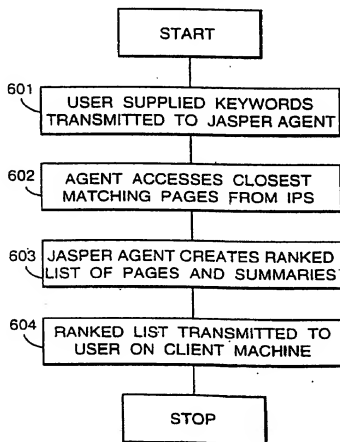 START
601
USER SUPPLIED KEYWORDS
TRANSMITTED TO JASPER AGENT
602
AGENT ACCESSES CLOSEST
MATCHING PAGES FROM IPS
603
JASPER AGENT CREATES RANKED
LIST OF PAGES AND SUMMARIES
604
RANKED LIST TRANSMITTED TO
USER ON CLIENT MACHINE
STOP